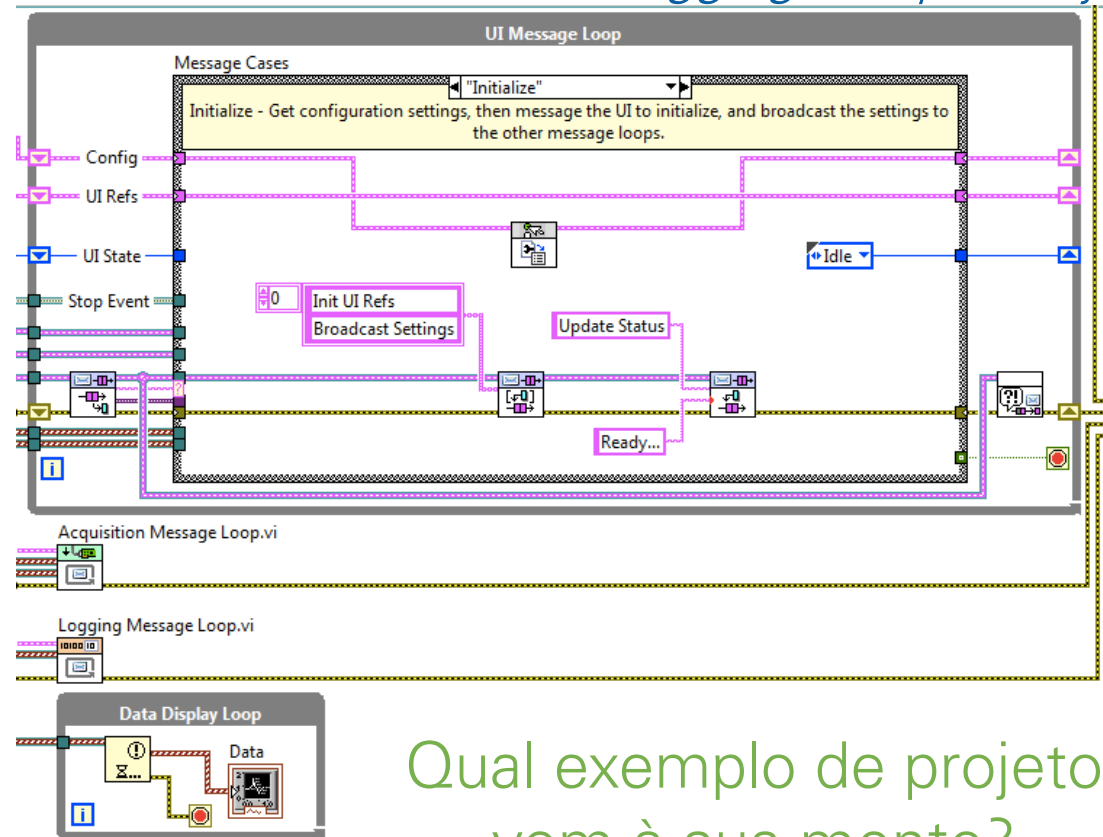 UI Message Loop
Message Cases
"Initialize"
Initialize - Get configuration settings, then message the UI to initialize, and broadcast the settings to
the other message loops.
Config
UI Refs
UI State
Idle
Stop Event
0
Init UI Refs
Broadcast Settings
Update Status
?
Ready...
i
Acquisition Message Loop.vi
Logging Message Loop.vi
Data Display Loop
Data
i
Qual exemplo de projeto
vem à sua mente?